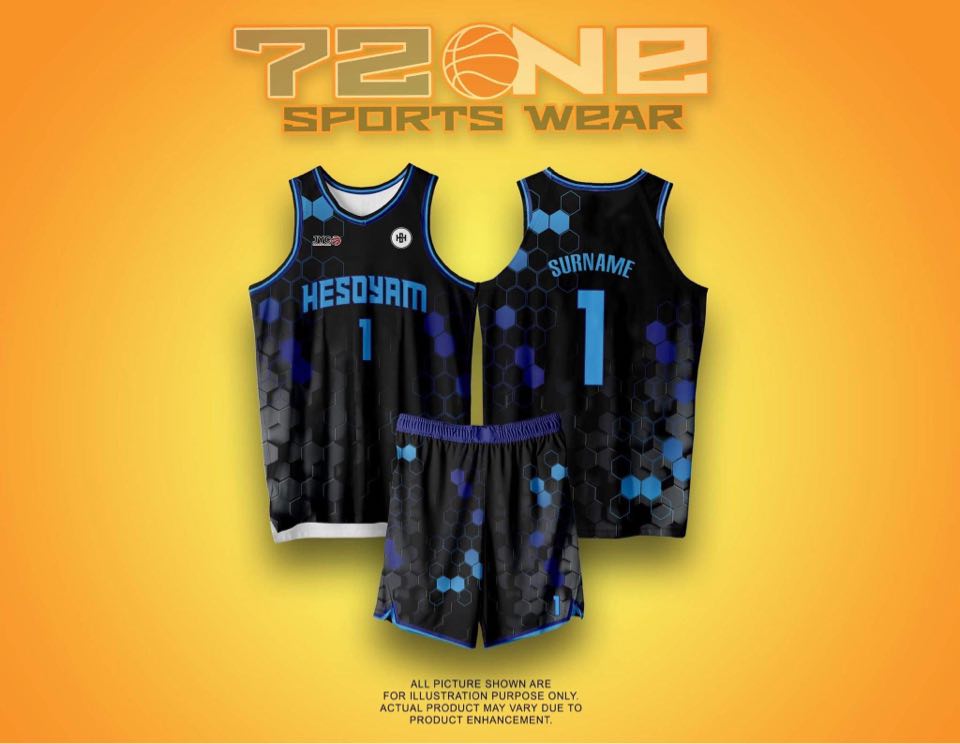 7ZONE
SPORTS WEAR
JYC
HESOYAM
1
SURNAME
1
1
ALL PICTURE SHOWN ARE
FOR ILLUSTRATION PURPOSE ONLY.
ACTUAL PRODUCT MAY VARY DUE TO
PRODUCT ENHANCEMENT.